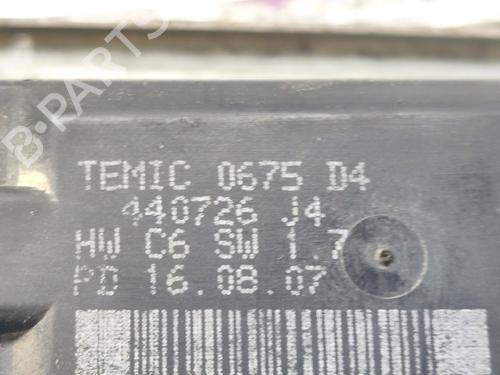 B-PARTS
TEMIC 0675 D4
440726 J4
HW C6 SW 1.7
PD 16.08.07